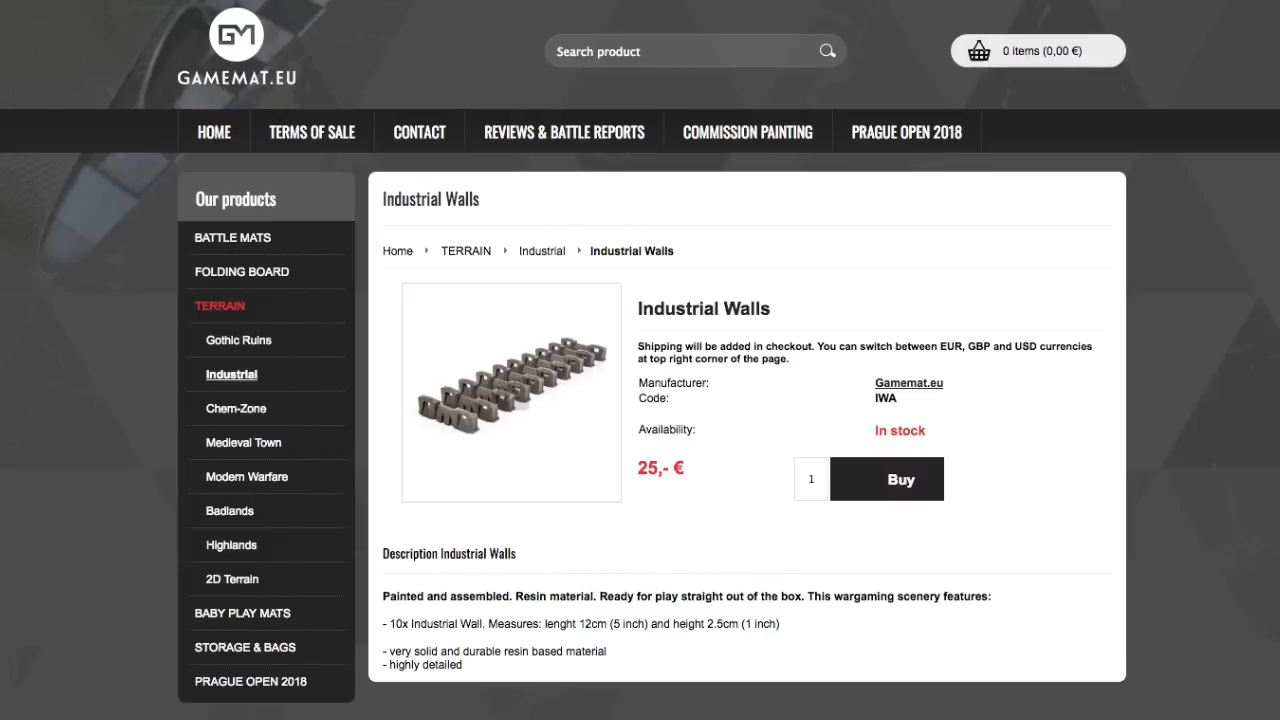 GM
GAMEMAT.EU
Search product
0 items (0,00 €)
HOME
TERMS OF SALE
CONTACT
REVIEWS & BATTLE REPORTS
COMMISSION PAINTING
PRAGUE OPEN 2018
Our products
BATTLE MATS
FOLDING BOARD
TERRAIN
Gothic Ruins
Industrial
Chem-Zone
Medieval Town
Modern Warfare
Badlands
Highlands
2D Terrain
BABY PLAY MATS
STORAGE & BAGS
PRAGUE OPEN 2018
Industrial Walls
Home TERRAIN Industrial Industrial Walls
Industrial Walls
Shipping will be added in checkout. You can switch between EUR, GBP and USD currencies
at top right corner of the page.
Manufacturer: Gamemat.eu
Code: IWA
Availability: In stock
25,- € 1 Buy
Description Industrial Walls
Painted and assembled. Resin material. Ready for play straight out of the box. This wargaming scenery features:
- 10x Industrial Wall. Measures: lenght 12cm (5 inch) and height 2.5cm (1 inch)
- very solid and durable resin based material
- highly detailed